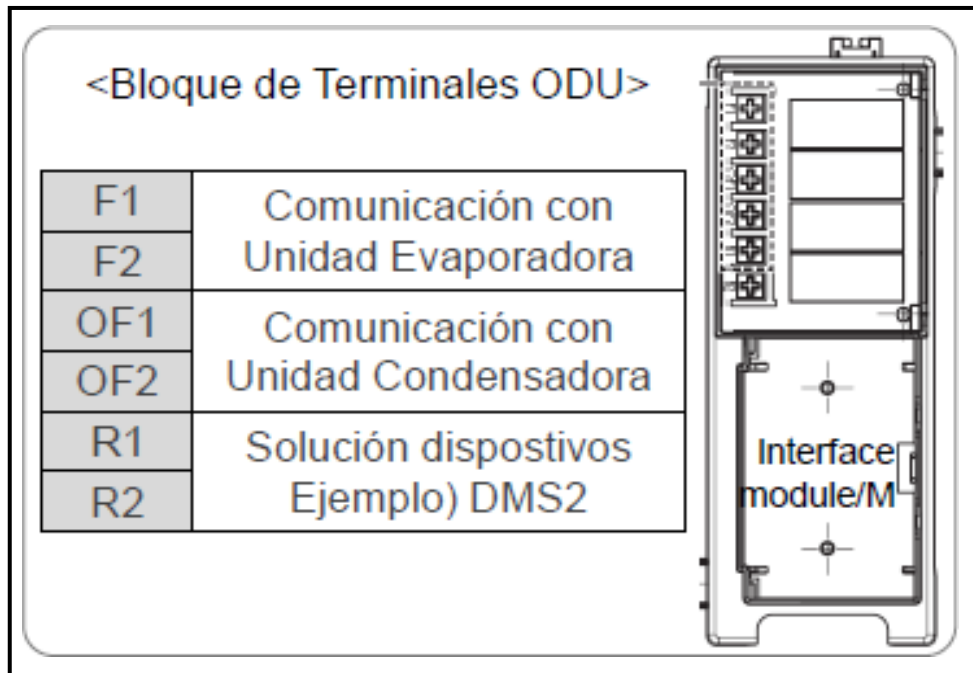 <Bloque de Terminales ODU>
F1
F2
Comunicación con
Unidad Evaporadora
OF1
OF2
Comunicación con
Unidad Condensadora
R1
R2
Solución dispostivos
Ejemplo) DMS2
Interface
module/M